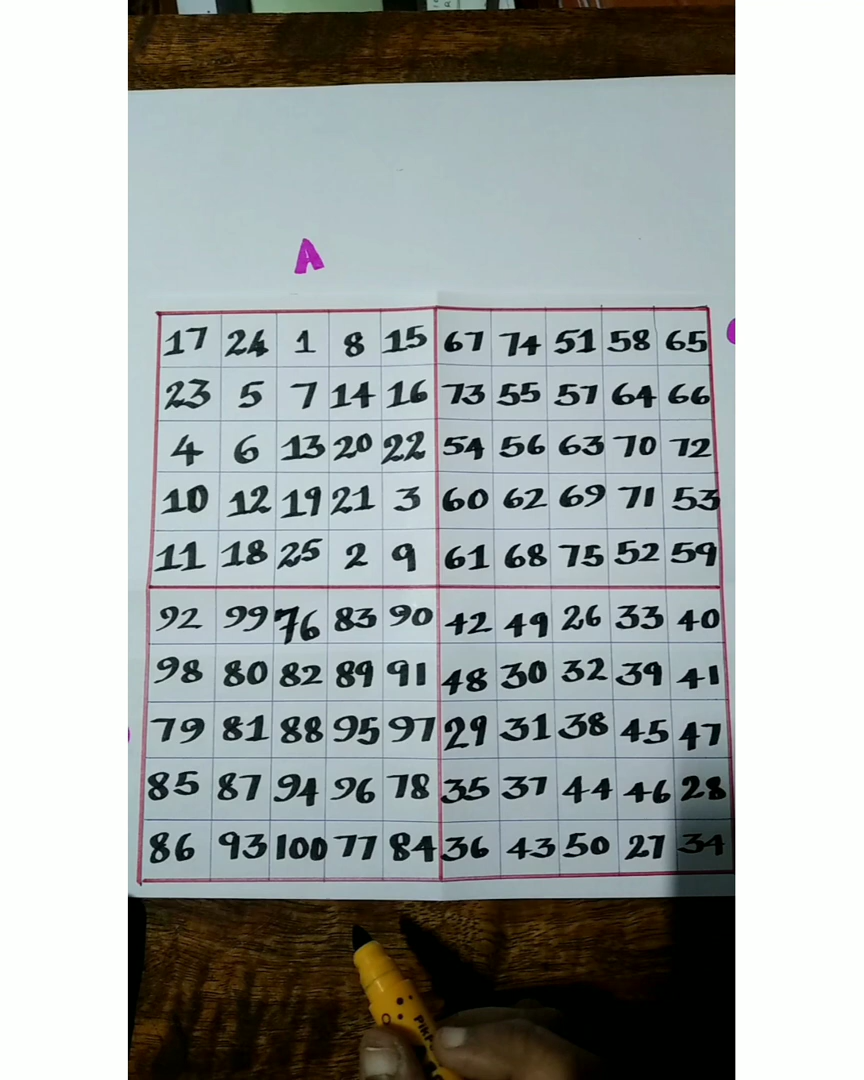 A
17 24 1 8 15 67 74 51 58 65
23 5 7 14 16 73 55 57 64 66
4 6 13 20 22 54 56 63 70 72
10 12 19 21 3 60 62 69 71 53
11 18 25 2 9 61 68 75 52 59
92 99 76 83 90 42 49 26 33 40
98 80 82 89 91 48 30 32 39 41
79 81 88 95 97 29 31 38 45 47
85 87 94 96 78 35 37 44 46 28
86 93 100 77 84 36 43 50 27 34